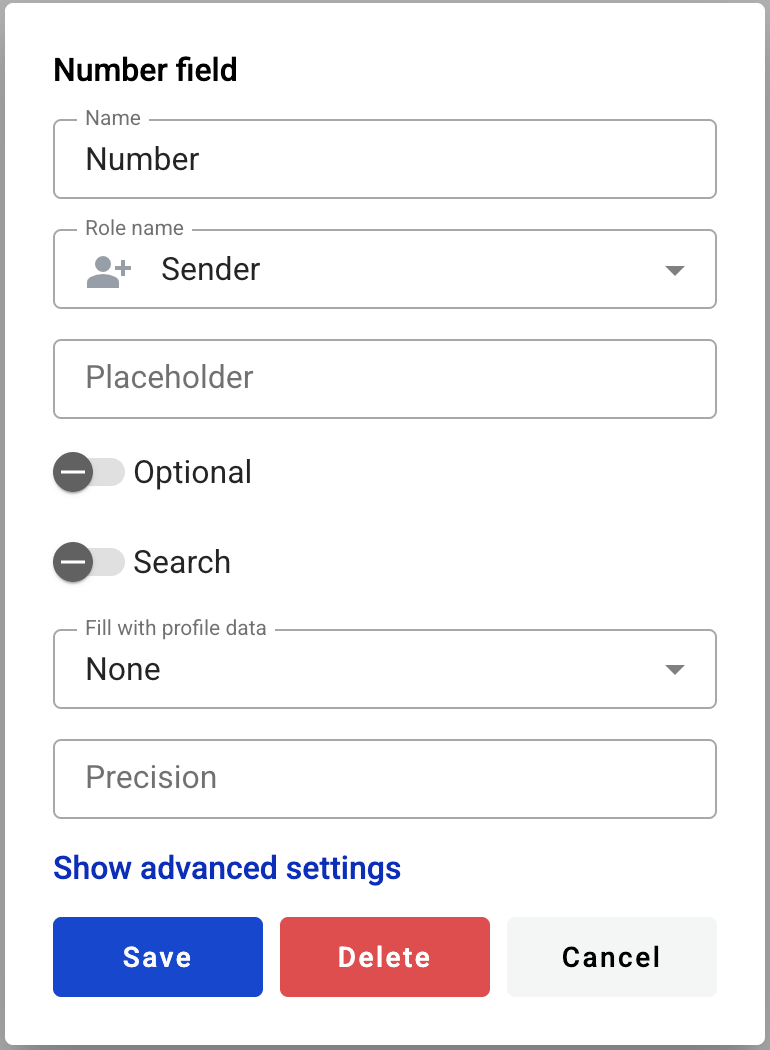 Number field
Name
Number
Role name
Sender
Placeholder
Optional
Search
Fill with profile data
None
Precision
Show advanced settings
Save Delete Cancel